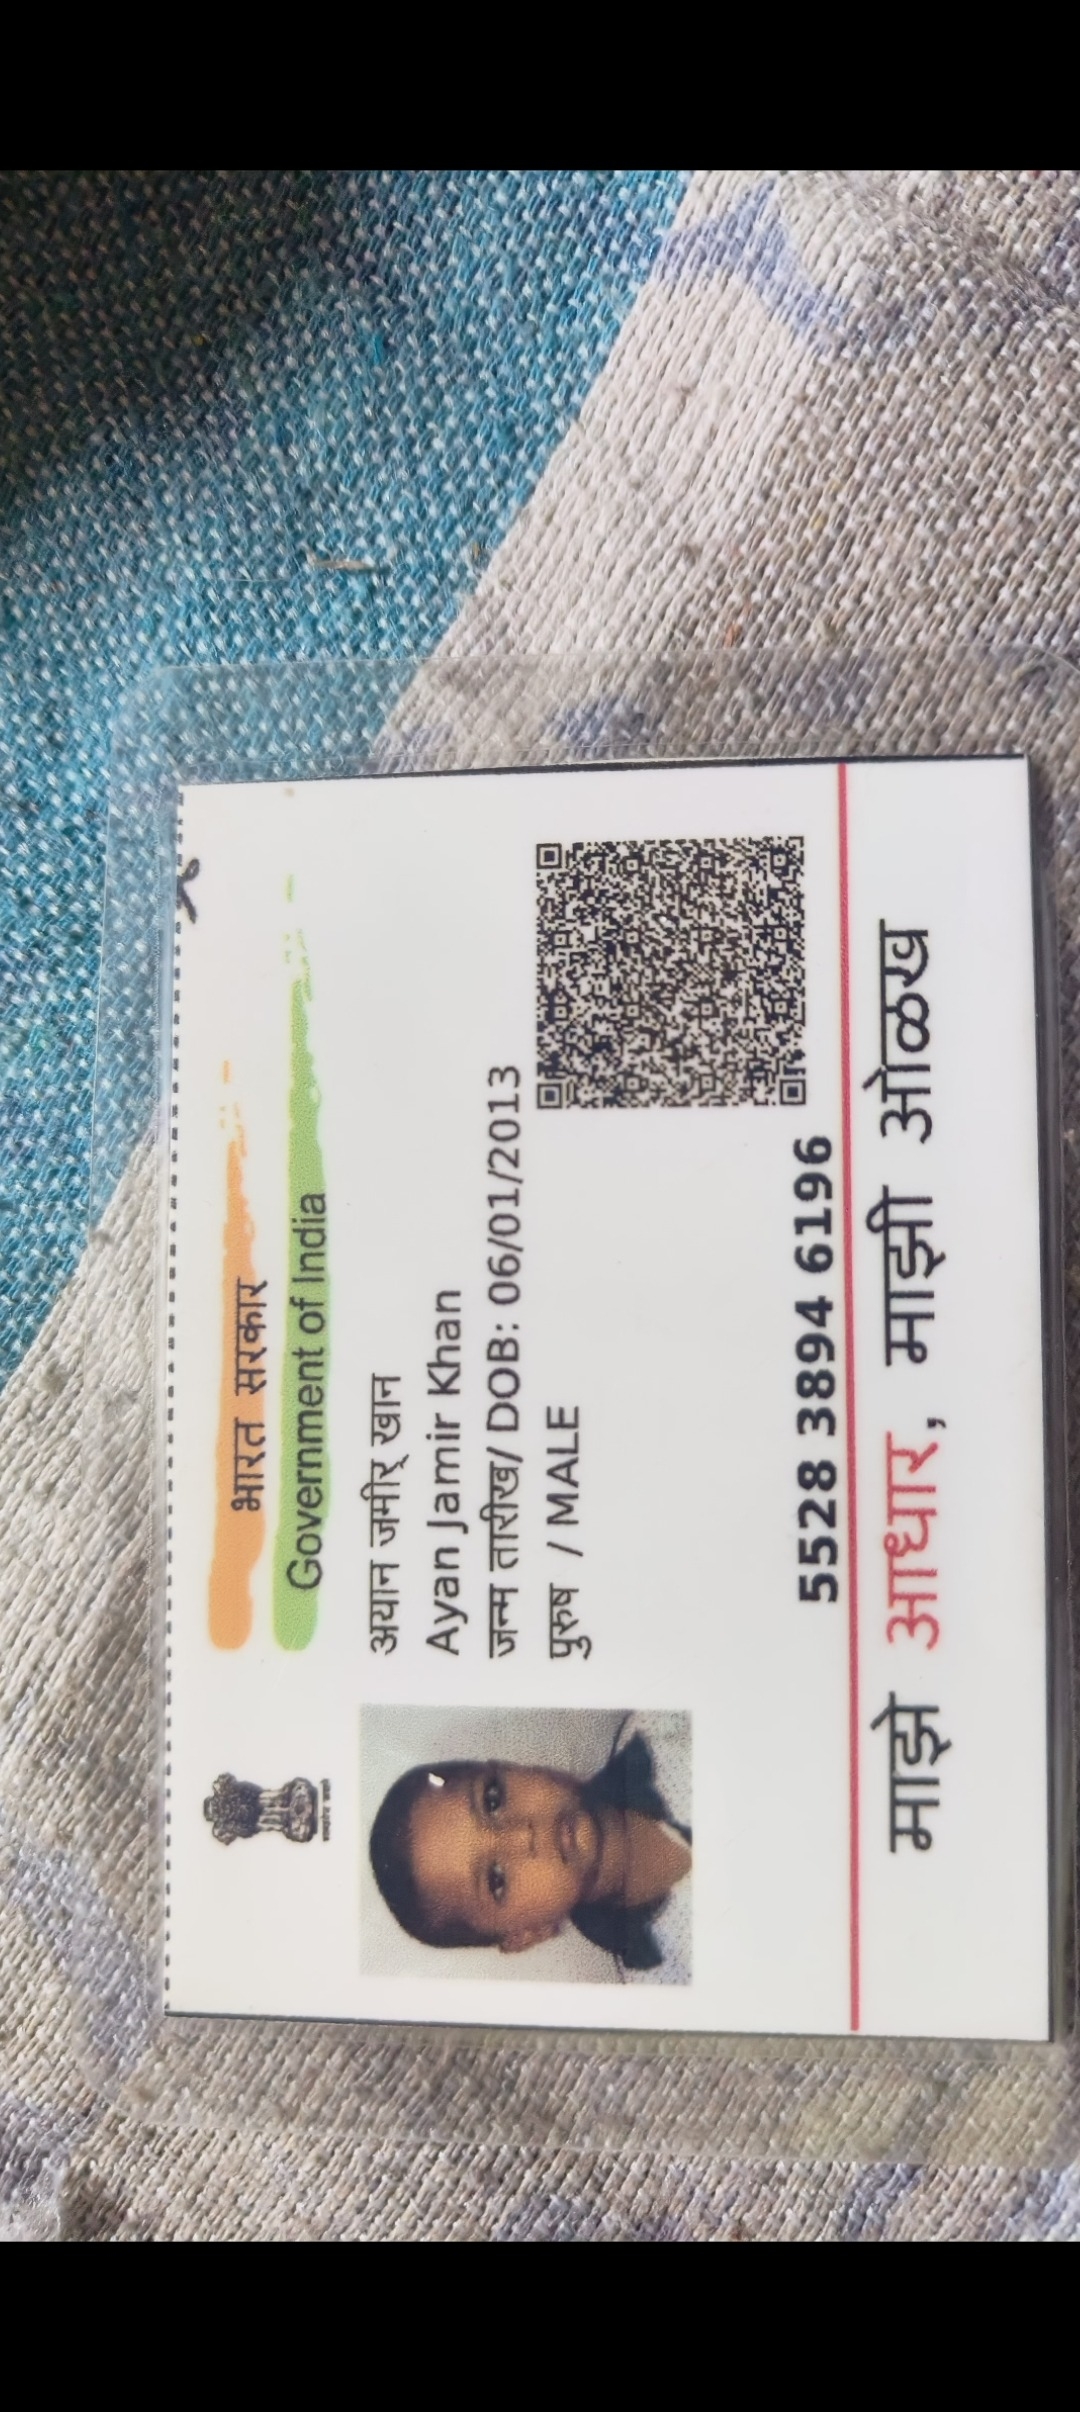 भारत सरकार
Government of India
अयान जमीर खान
Ayan Jamir Khan
जन्म तारीख/ DOB: 06/01/2013
पुरुष / MALE
5528 3894 6196
माझे आधार, माझी ओळख